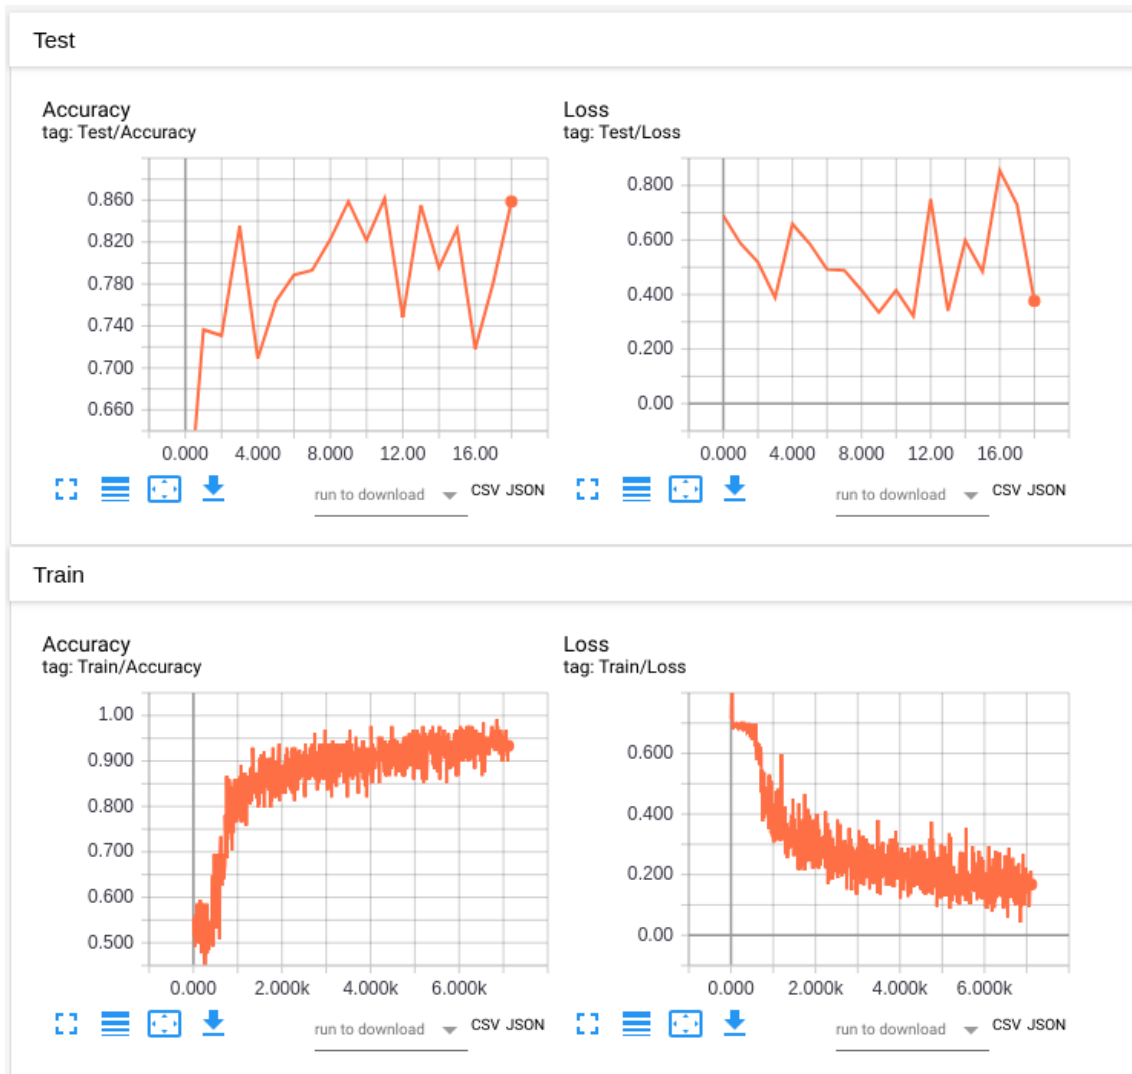 Test
Accuracy
tag: Test/Accuracy
0.860
0.820
0.780
0.740
0.700
0.660
0.000 4.000 8.000 12.00 16.00
run to download CSV JSON
Loss
tag: Test/Loss
0.800
0.600
0.400
0.200
0.00
0.000 4.000 8.000 12.00 16.00
run to download CSV JSON
Train
Accuracy
tag: Train/Accuracy
1.00
0.900
0.800
0.700
0.600
0.500
0.000 2.000k 4.000k 6.000k
run to download CSV JSON
Loss
tag: Train/Loss
0.600
0.400
0.200
0.00
0.000 2.000k 4.000k 6.000k
run to download CSV JSON